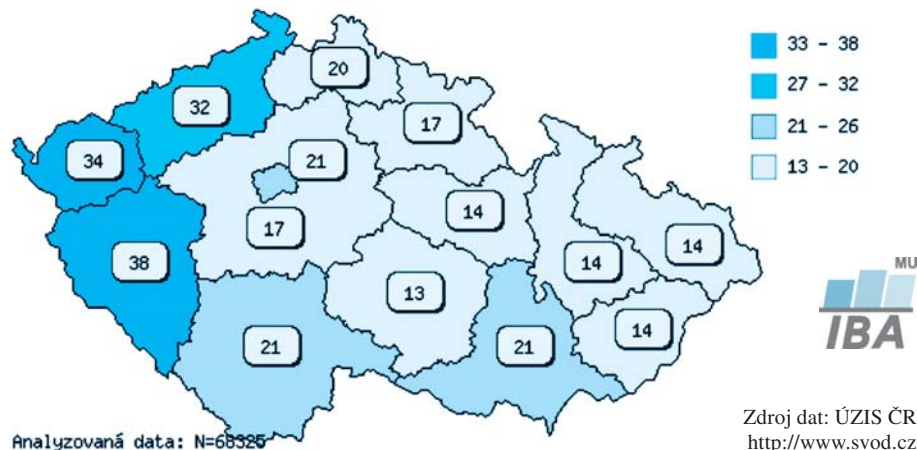 33 - 38
27 - 32
21 - 26
13 - 20
20
32
17
34
21
14
17
38
14
14
13
14
21
21
MU
IBA
Analyzovaná data: N=68325
Zdroj dat: ÚZIS ČR
http://www.svod.cz